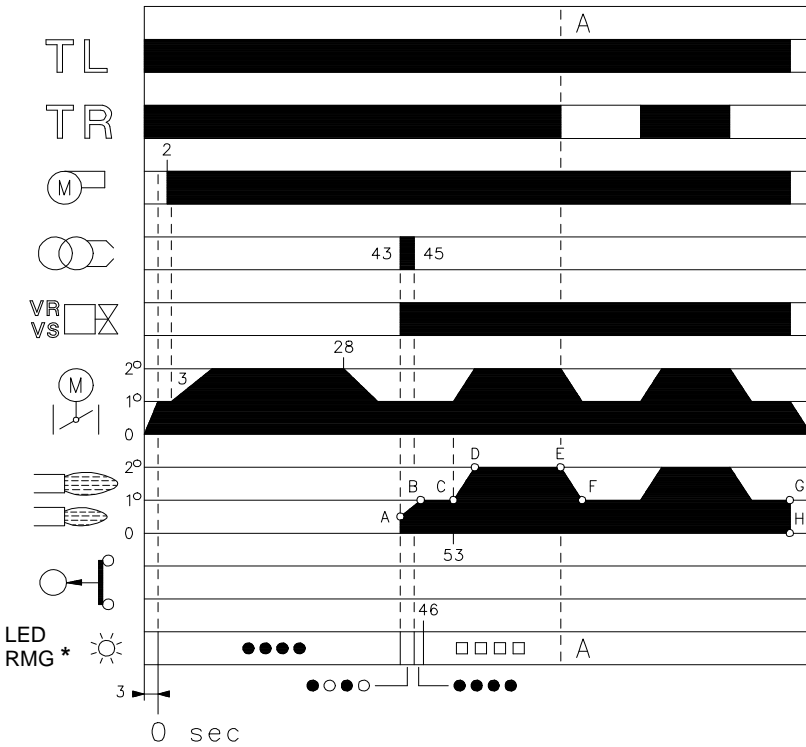 A
TL
TR
2
M
43 45
VR
VS
28
M
2° 3
1°
0
2° D E
1° B C F G
A
0 H
53
46
LED
RMG * A
3
0 sec